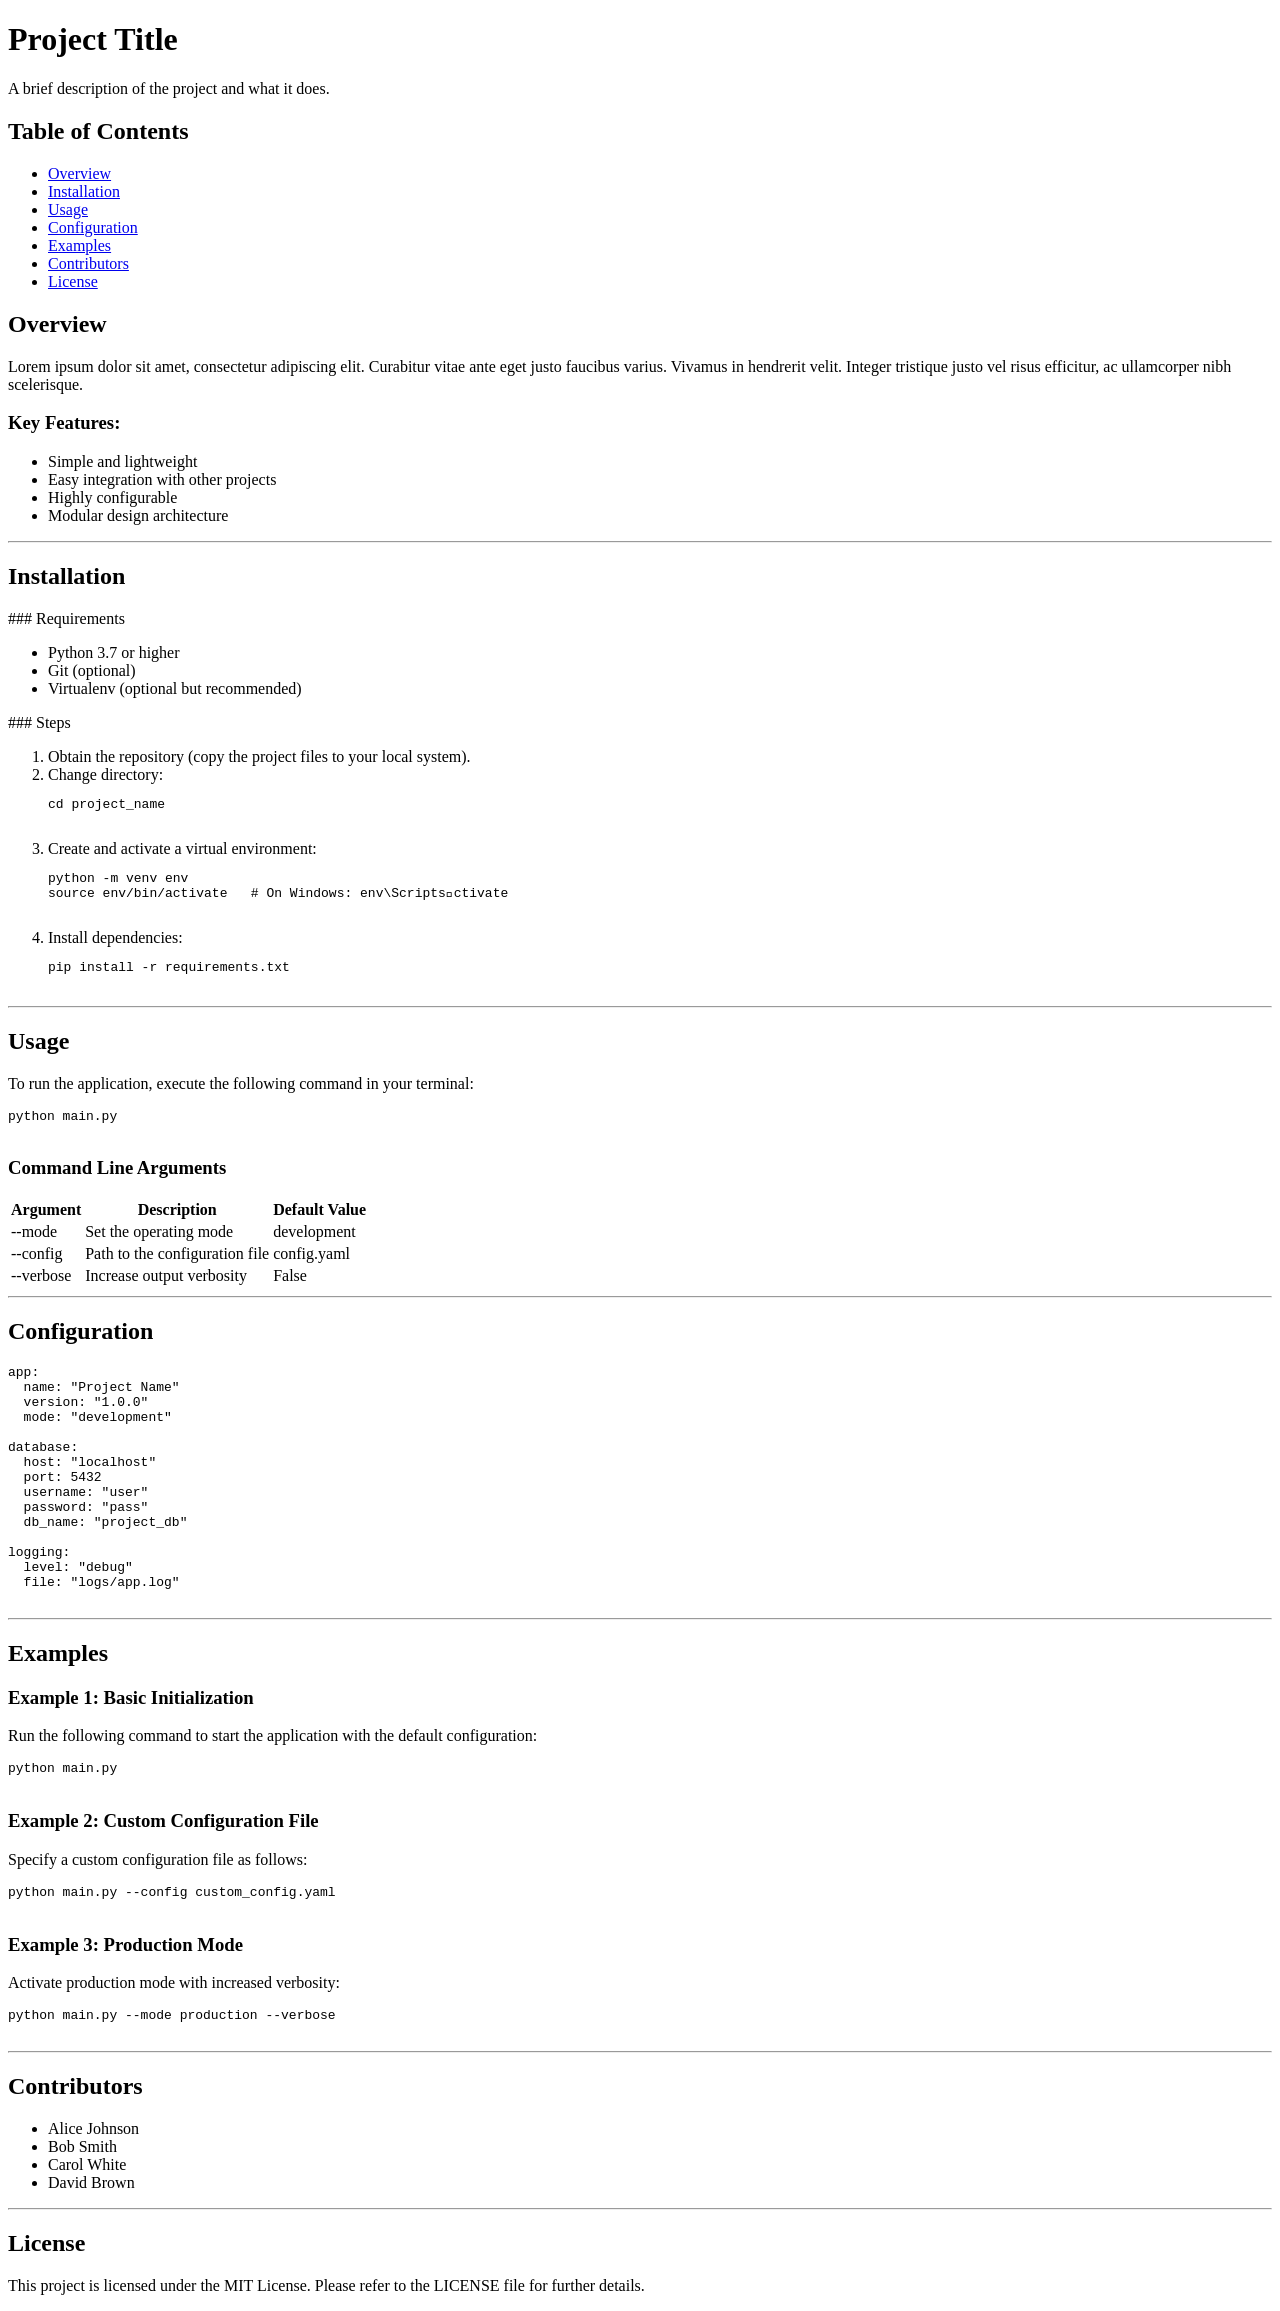 Project Title
A brief description of the project and what it does.
Table of Contents
Overview
Installation
Usage
Configuration
Examples
Contributors
License
Overview
Lorem ipsum dolor sit amet, consectetur adipiscing elit. Curabitur vitae ante eget justo faucibus varius. Vivamus in hendrerit velit. Integer tristique justo vel risus efficitur, ac ullamcorper nibh
scelerisque.
Key Features:
Simple and lightweight
Easy integration with other projects
Highly configurable
Modular design architecture
Installation
### Requirements
Python 3.7 or higher
Git (optional)
Virtualenv (optional but recommended)
### Steps
1. Obtain the repository (copy the project files to your local system).
2. Change directory:
cd project_name
3. Create and activate a virtual environment:
python -m venv env
source env/bin/activate   # On Windows: env\Scripts□ctivate
4. Install dependencies:
pip install -r requirements.txt
Usage
To run the application, execute the following command in your terminal:
python main.py
Command Line Arguments
Argument Description Default Value
--mode Set the operating mode development
--config Path to the configuration file config.yaml
--verbose Increase output verbosity False
Configuration
app:
  name: "Project Name"
  version: "1.0.0"
  mode: "development"
database:
  host: "localhost"
  port: 5432
  username: "user"
  password: "pass"
  db_name: "project_db"
logging:
  level: "debug"
  file: "logs/app.log"
Examples
Example 1: Basic Initialization
Run the following command to start the application with the default configuration:
python main.py
Example 2: Custom Configuration File
Specify a custom configuration file as follows:
python main.py --config custom_config.yaml
Example 3: Production Mode
Activate production mode with increased verbosity:
python main.py --mode production --verbose
Contributors
Alice Johnson
Bob Smith
Carol White
David Brown
License
This project is licensed under the MIT License. Please refer to the LICENSE file for further details.